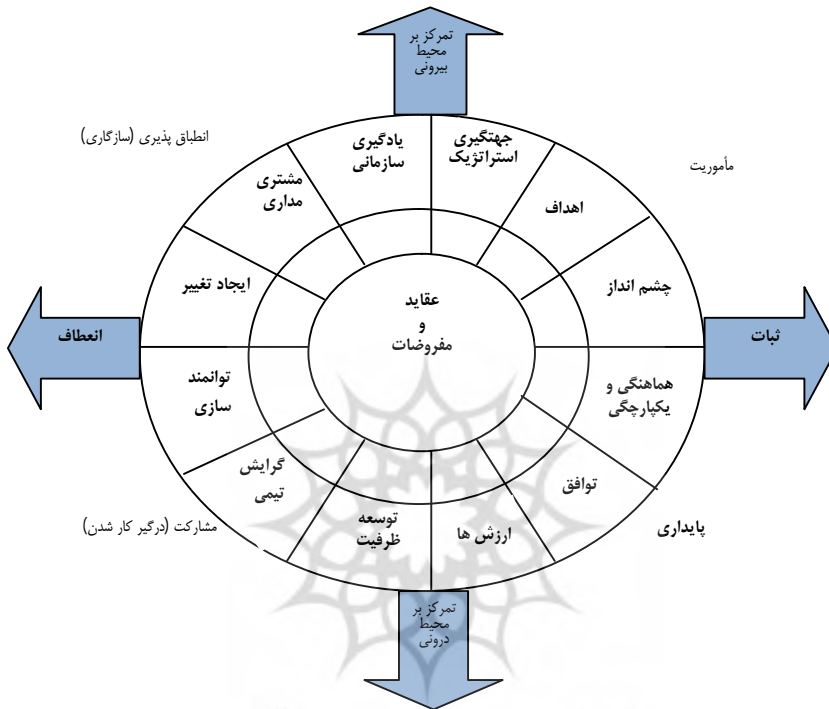 تمرکز بر
محیط
بیرونی
انطباق پذیری (سازگاری)
مأموریت
جهتگیری
استراتژیک
یادگیری
سازمانی
مشتری
مداری
اهداف
ایجاد تغییر
چشم انداز
عقاید
و
مفروضات
ثبات
انعطاف
هماهنگی و
یکپارچگی
توانمند
سازی
توافق
گرایش
تیمی
ارزش ها
توسعه
ظرفیت
پایداری
مشارکت (درگیر کار شدن)
تمرکز بر
محیط
درونی